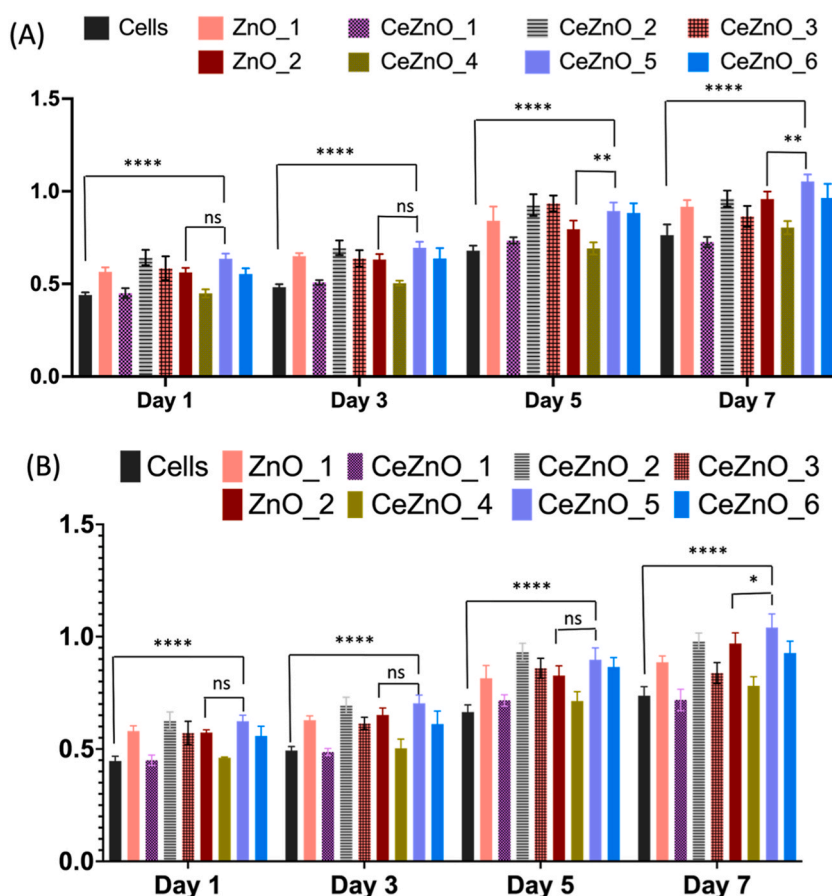 (A)
Cells ZnO_1 CeZnO_1 CeZnO_2 CeZnO_3
ZnO_2 CeZnO_4 CeZnO_5 CeZnO_6
1.5
1.0
0.5
0.0
**** ns
**** ns
**** **
**** **
Day 1 Day 3 Day 5 Day 7
(B)
Cells ZnO_1 CeZnO_1 CeZnO_2 CeZnO_3
ZnO_2 CeZnO_4 CeZnO_5 CeZnO_6
1.5
1.0
0.5
0.0
**** ns
**** ns
**** ns
**** *
Day 1 Day 3 Day 5 Day 7